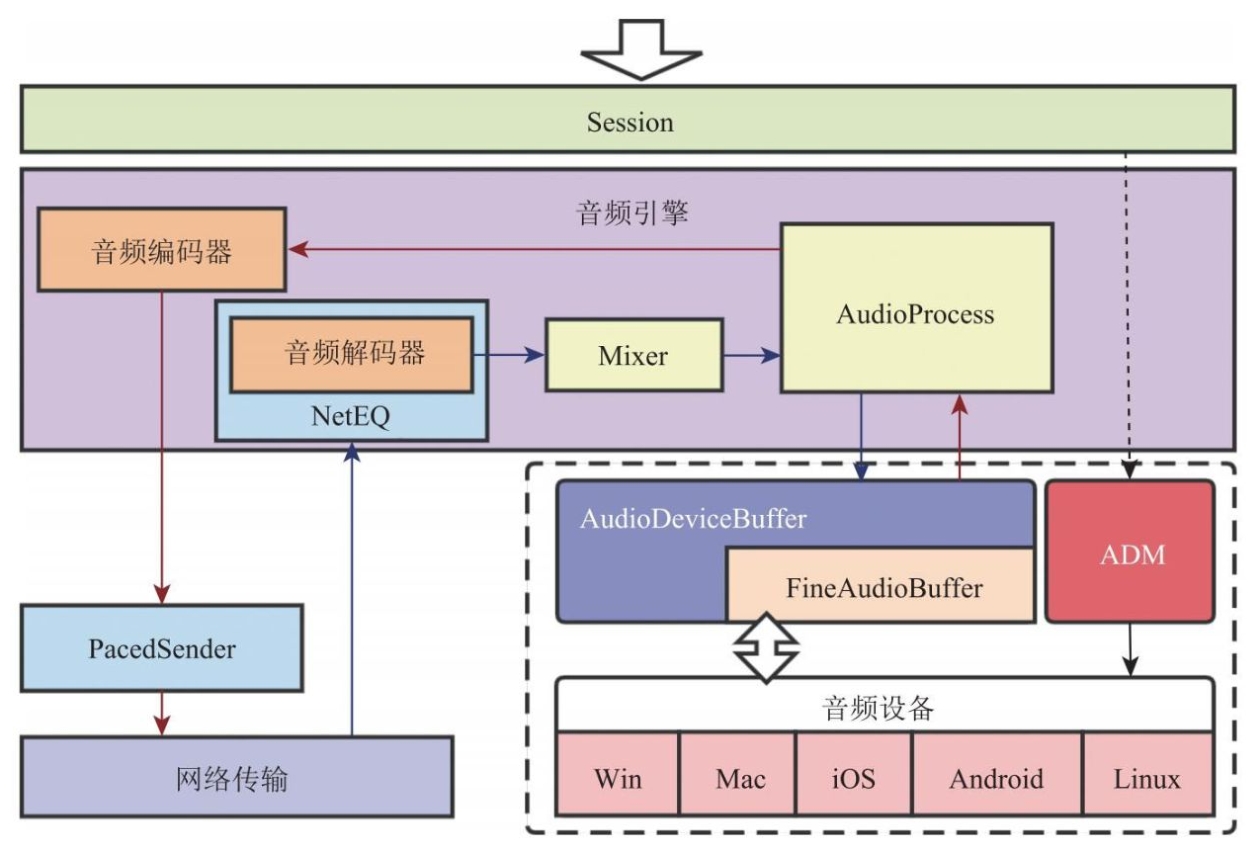 Session
音频引擎
音频编码器
AudioProcess
音频解码器
Mixer
NetEQ
AudioDeviceBuffer
ADM
FineAudioBuffer
PacedSender
音频设备
网络传输
Win
Mac
iOS
Android
Linux